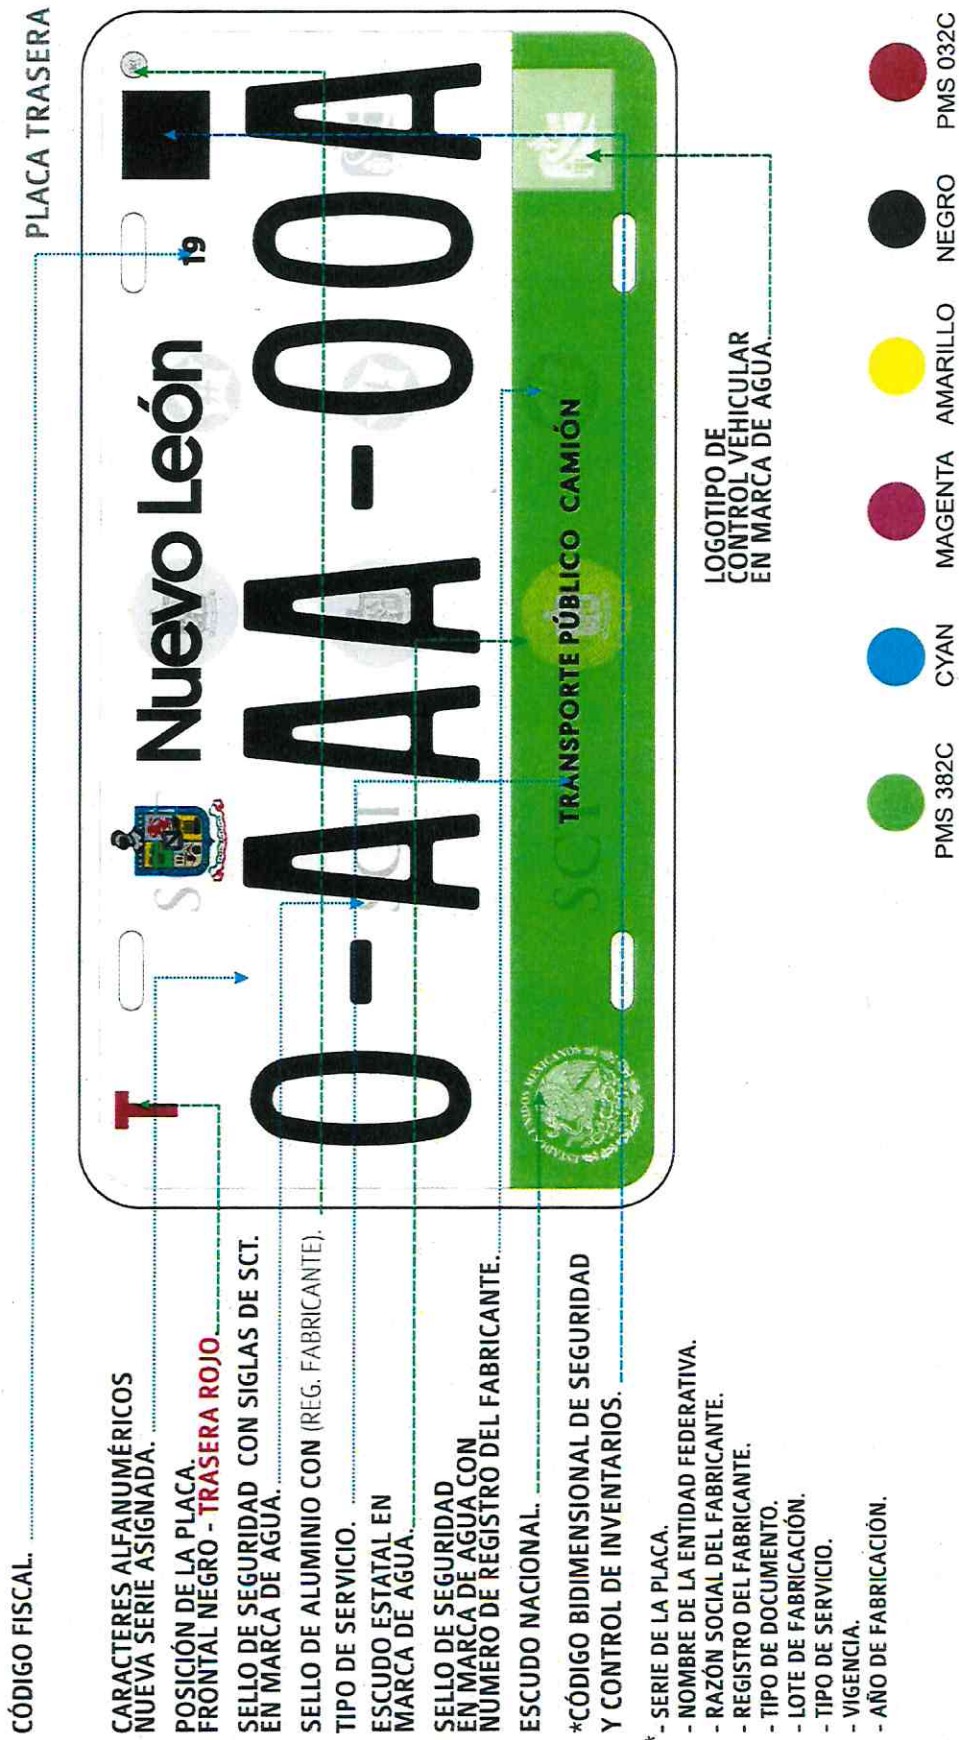 PLACA TRASERA
CÓDIGO FISCAL.
CARACTERES ALFANUMÉRICOS
NUEVA SERIE ASIGNADA.
POSICIÓN DE LA PLACA.
FRONTAL NEGRO - TRASERA ROJO.
SELLO DE SEGURIDAD CON SIGLAS DE SCT.
EN MARCA DE AGUA.
SELLO DE ALUMINIO CON (REG. FABRICANTE).
TIPO DE SERVICIO.
ESCUDO ESTATAL EN
MARCA DE AGUA.
SELLO DE SEGURIDAD
EN MARCA DE AGUA CON
NUMERO DE REGISTRO DEL FABRICANTE.
ESCUDO NACIONAL.
*CÓDIGO BIDIMENSIONAL DE SEGURIDAD
Y CONTROL DE INVENTARIOS.
*
- SERIE DE LA PLACA.
- NOMBRE DE LA ENTIDAD FEDERATIVA.
- RAZÓN SOCIAL DEL FABRICANTE.
- REGISTRO DEL FABRICANTE.
- TIPO DE DOCUMENTO.
- LOTE DE FABRICACIÓN.
- TIPO DE SERVICIO.
- VIGENCIA.
- AÑO DE FABRICACIÓN.
T
Nuevo León
19
SCT
0-AAA-00A
SCT
TRANSPORTE PÚBLICO CAMIÓN
SCT
ESTADOS UNIDOS MEXICANOS
LOGOTIPO DE
CONTROL VEHICULAR
EN MARCA DE AGUA.
PMS 382C
CYAN
MAGENTA
AMARILLO
NEGRO
PMS 032C